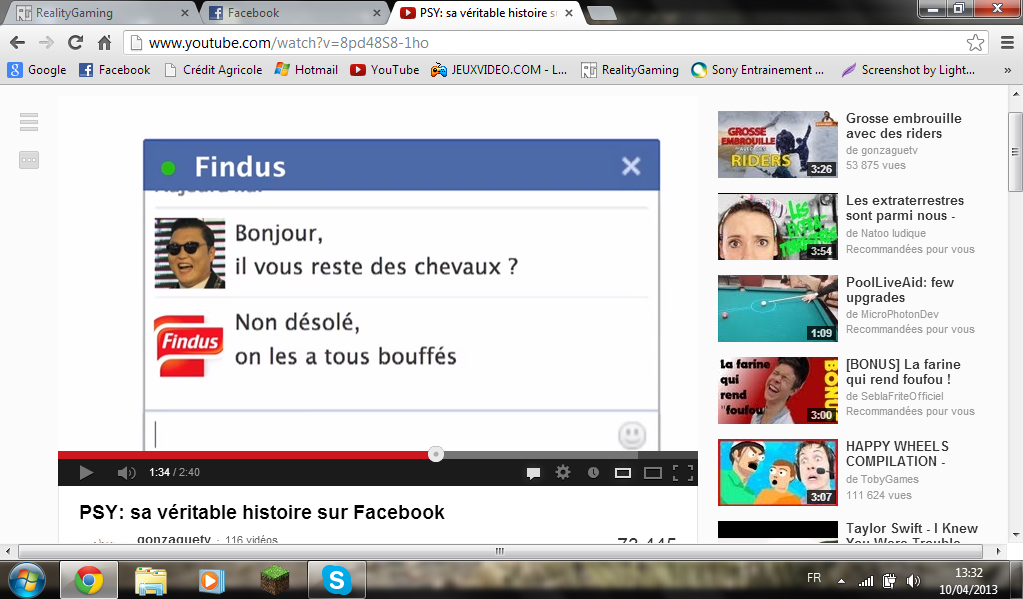 RealityGaming
Facebook
PSY: sa véritable histoire s
www.youtube.com/watch?v=8pd48S8-1ho
Google
Facebook
Crédit Agricole
Hotmail
YouTube
JEUXVIDEO.COM - L...
RealityGaming
Sony Entrainement ...
Screenshot by Light...
»
Findus
Bonjour,
il vous reste des chevaux ?
Findus
Non désolé,
on les a tous bouffés
1:34 / 2:40
PSY: sa véritable histoire sur Facebook
gonzaguetv · 116 vidéos
GROSSE
EMBROUILLE
AVEC DES
RIDERS
3:26
Grosse embrouille
avec des riders
de gonzaguetv
53 875 vues
LES
3:54
Les extraterrestres
sont parmi nous -
de Natoo ludique
Recommandées pour vous
1:09
PoolLiveAid: few
upgrades
de MicroPhotonDev
Recommandées pour vous
La farine
qui
rend
"foufou"
BONUS
3:00
[BONUS] La farine
qui rend foufou !
de SeblaFriteOfficiel
Recommandées pour vous
3:07
HAPPY WHEELS
COMPILATION -
de TobyGames
111 624 vues
Taylor Swift - I Knew
You Were Trouble
FR
13:32
10/04/2013